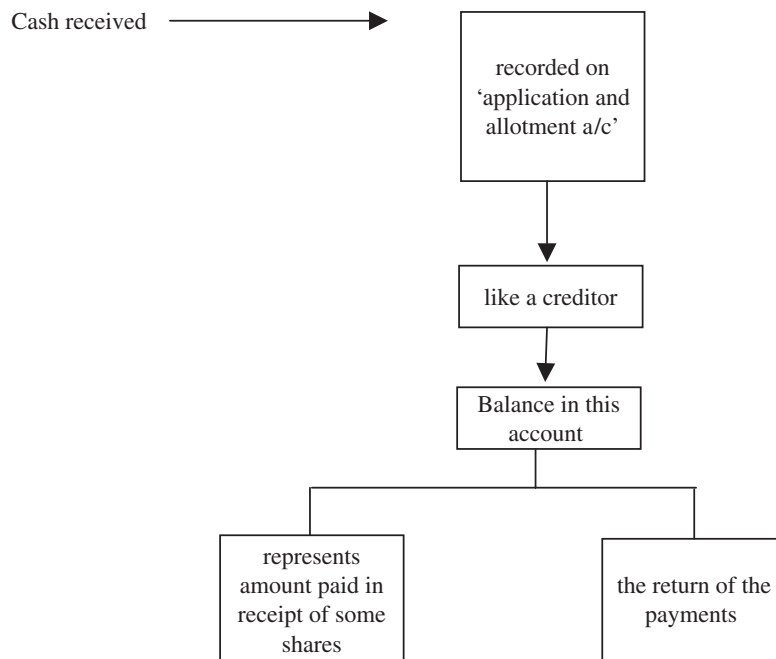 Cash received
recorded on
‘application and
allotment a/c’
like a creditor
Balance in this
account
represents
amount paid in
receipt of some
shares
the return of the
payments